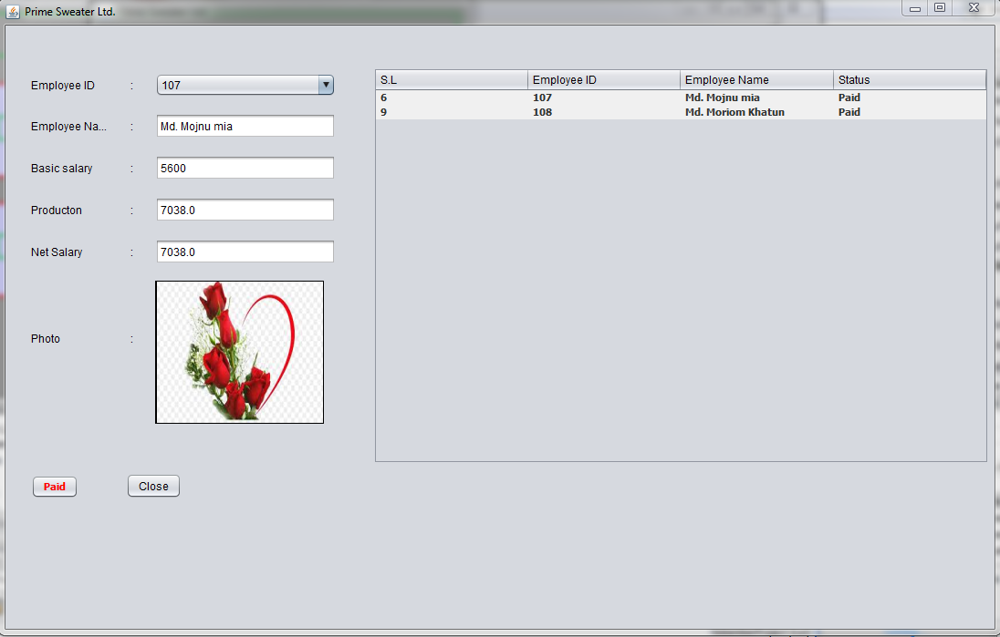 Prime Sweater Ltd.
Employee ID : 107
Employee Na... : Md. Mojnu mia
Basic salary : 5600
Producton : 7038.0
Net Salary : 7038.0
Photo :
Paid Close
S.L Employee ID Employee Name Status
6 107 Md. Mojnu mia Paid
9 108 Md. Moriom Khatun Paid